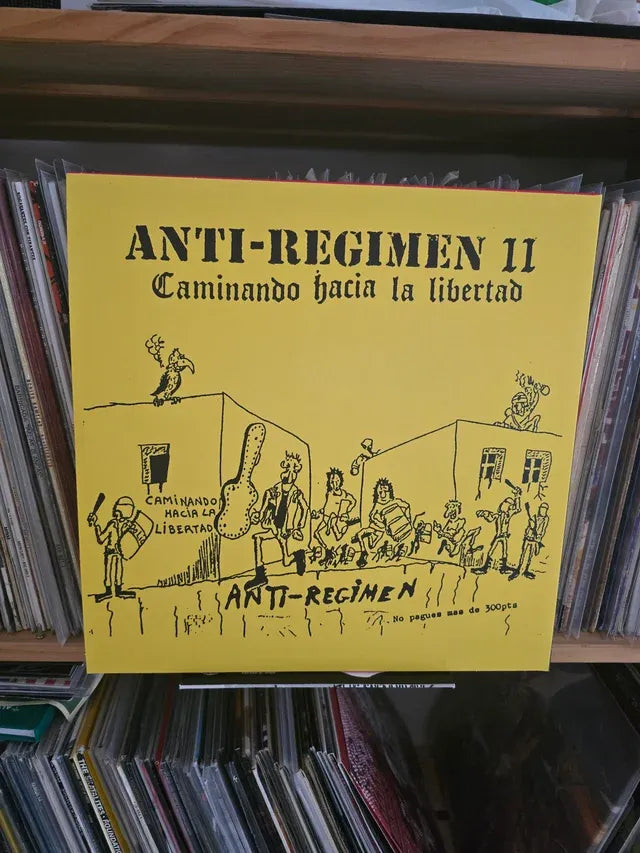 ANTI-REGIMEN II
Caminando hacia la libertad
CAMINANDO
HACIA LA
LIBERTAD
ANTI-REGIMEN
No pagues mas de 300pts